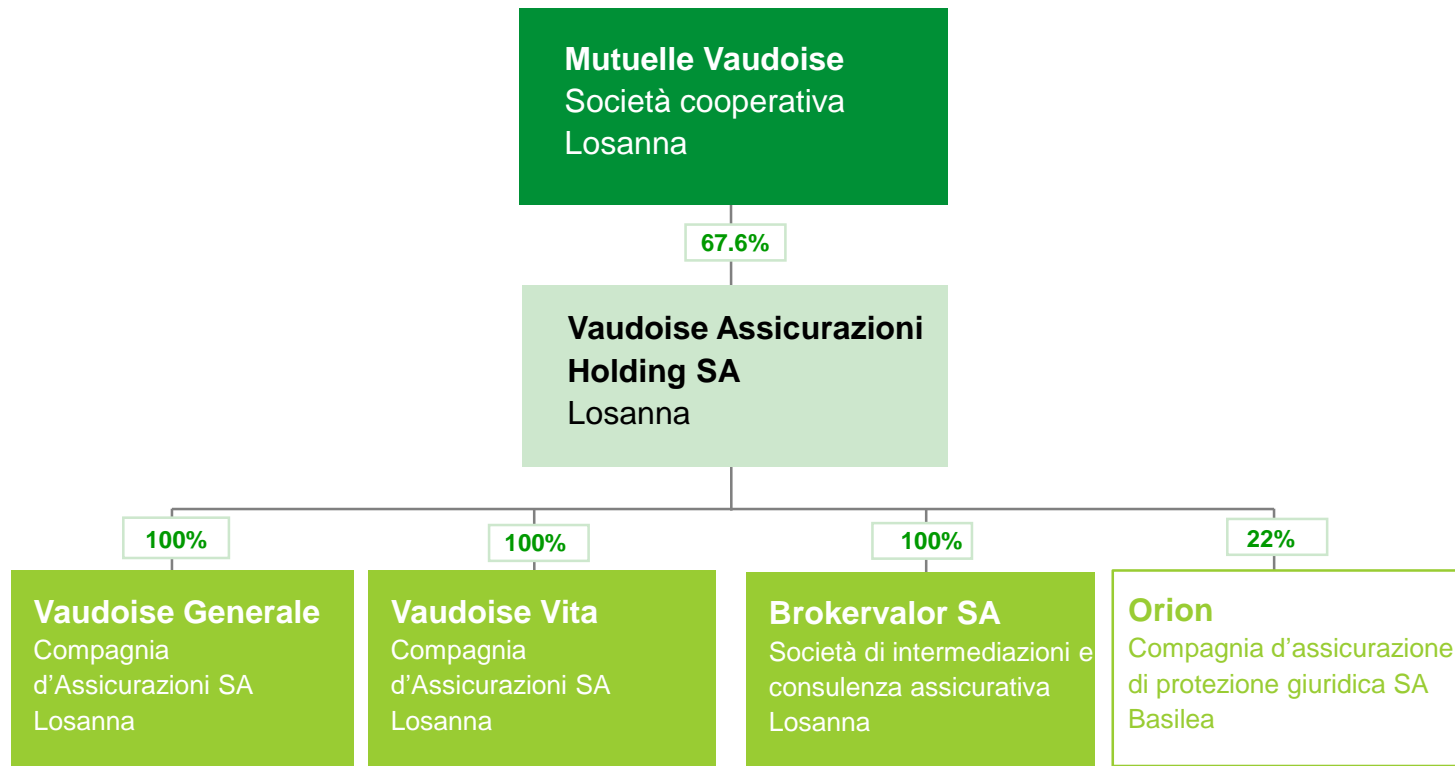 Mutuelle Vaudoise
Società cooperativa
Losanna
67.6%
Vaudoise Assicurazioni
Holding SA
Losanna
100%
100%
100%
22%
Vaudoise Generale
Compagnia
d’Assicurazioni SA
Losanna
Vaudoise Vita
Compagnia
d’Assicurazioni SA
Losanna
Brokervalor SA
Società di intermediazioni e
consulenza assicurativa
Losanna
Orion
Compagnia d’assicurazione
di protezione giuridica SA
Basilea